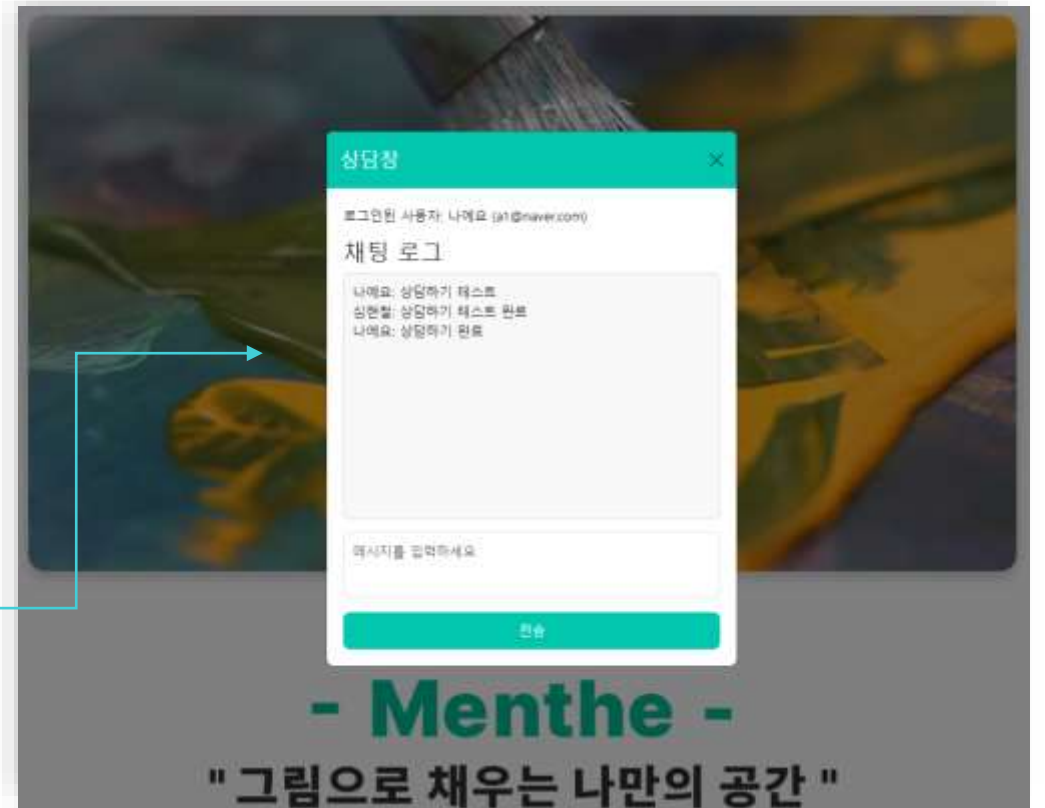 상담창
로그인된 사용자: 나에요 (a1@naver.com)
채팅 로그
나에요: 상담하기 테스트
심현철: 상담하기 테스트 완료
나에요: 상담하기 완료
메시지를 입력하세요
전송
- Menthe -
" 그림으로 채우는 나만의 공간 "